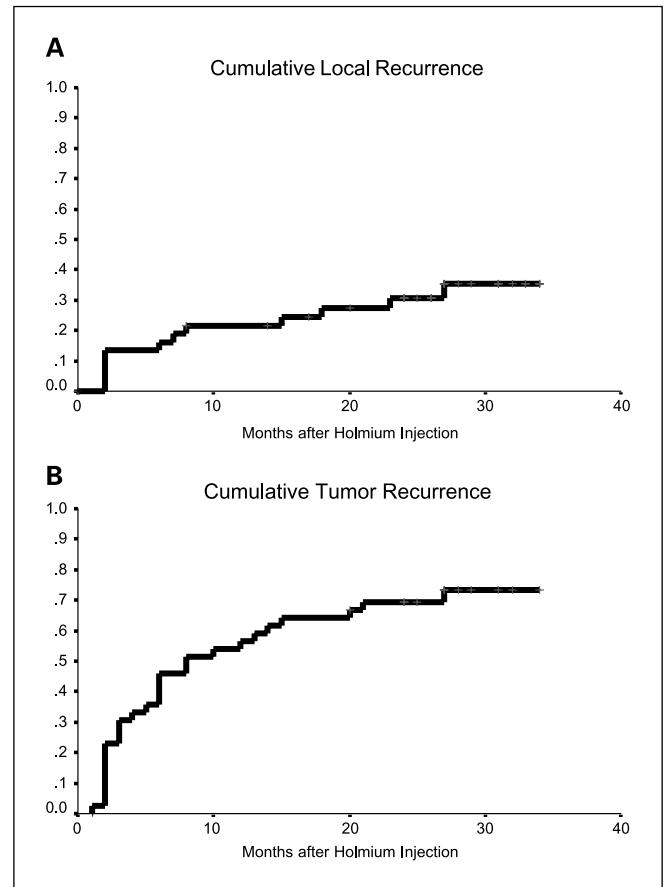 A
Cumulative Local Recurrence
1.0
.9
.8
.7
.6
.5
.4
.3
.2
.1
0.0
0 10 20 30 40
Months after Holmium Injection
B
Cumulative Tumor Recurrence
1.0
.9
.8
.7
.6
.5
.4
.3
.2
.1
0.0
0 10 20 30 40
Months after Holmium Injection